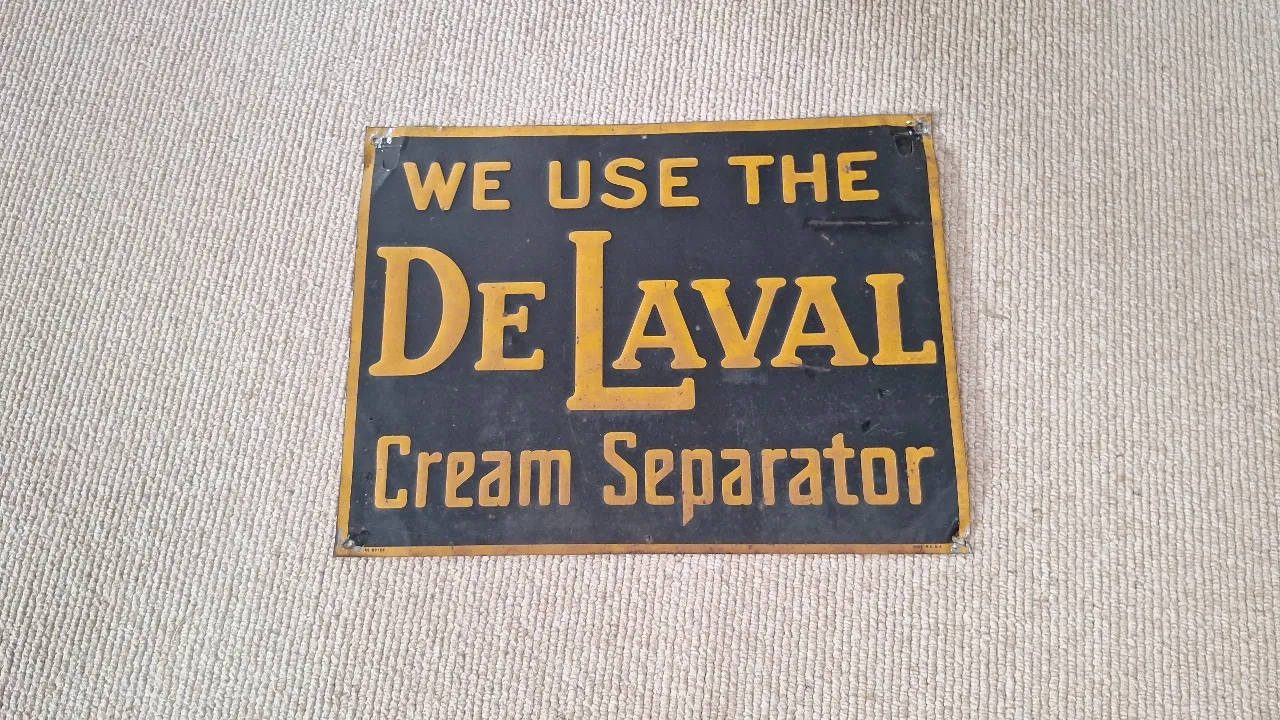 WE USE THE
DE LAVAL
Cream Separator